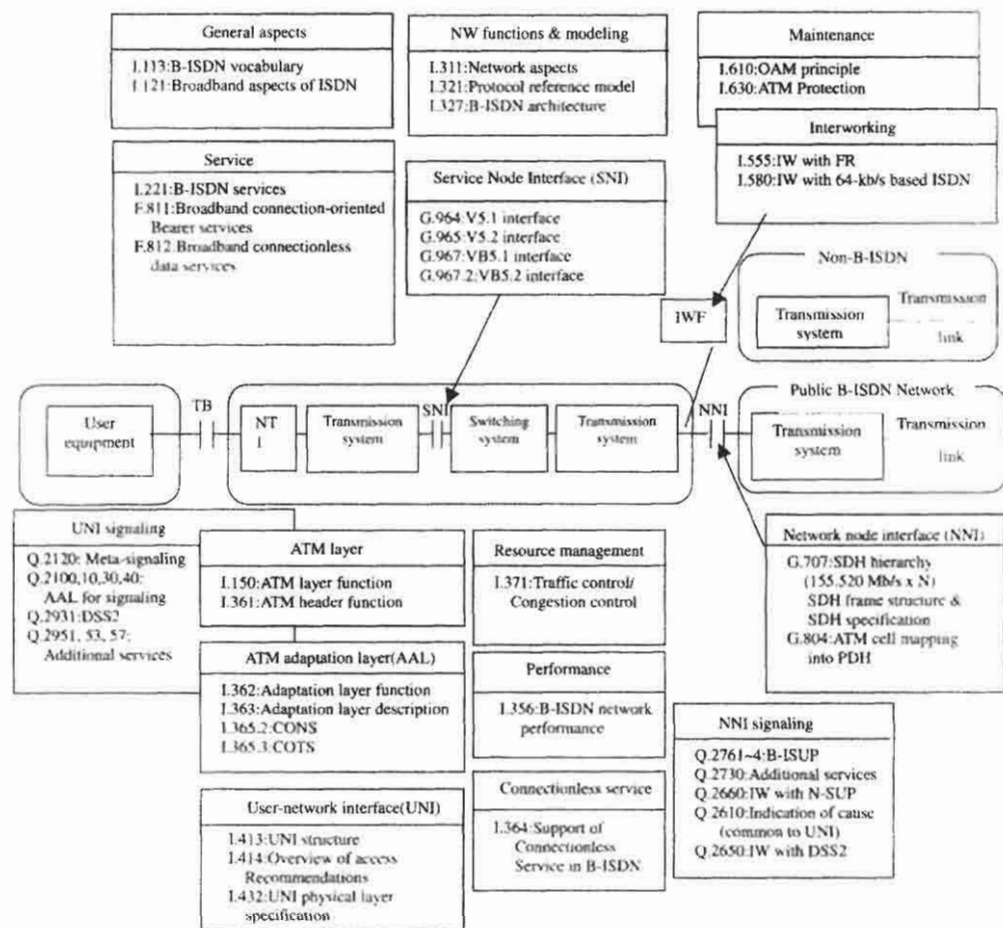 General aspects
I.113:B-ISDN vocabulary
I.121:Broadband aspects of ISDN
NW functions & modeling
I.311:Network aspects
I.321:Protocol reference model
I.327:B-ISDN architecture
Maintenance
I.610:OAM principle
I.630:ATM Protection
Interworking
I.555:IW with FR
I.580:IW with 64-kb/s based ISDN
Service
I.221:B-ISDN services
F.811:Broadband connection-oriented
Bearer services
F.812:Broadband connectionless
data services
Service Node Interface (SNI)
G.964:V5.1 interface
G.965:V5.2 interface
G.967:VB5.1 interface
G.967.2:VB5.2 interface
IWF
Non-B-ISDN
Transmission
system
Transmission
link
User
equipment
TB
NT
1
Transmission
system
SNI
Switching
system
Transmission
system
NNI
Public B-ISDN Network
Transmission
system
Transmission
link
UNI signaling
Q.2120: Meta-signaling
Q.2100,10,30,40:
AAL for signaling
Q.2931:DSS2
Q.2951, 53, 57:
Additional services
ATM layer
I.150:ATM layer function
I.361:ATM header function
ATM adaptation layer(AAL)
I.362:Adaptation layer function
I.363:Adaptation layer description
I.365.2:CONS
I.365.3:COTS
User-network interface(UNI)
I.413:UNI structure
I.414:Overview of access
Recommendations
I.432:UNI physical layer
specification
Resource management
I.371:Traffic control/
Congestion control
Performance
I.356:B-ISDN network
performance
Connectionless service
I.364:Support of
Connectionless
Service in B-ISDN
Network node interface (NNI)
G.707:SDH hierarchy
(155.520 Mb/s x N)
SDH frame structure &
SDH specification
G.804:ATM cell mapping
into PDH
NNI signaling
Q.2761~4:B-ISUP
Q.2730:Additional services
Q.2660:IW with N-SUP
Q.2610:Indication of cause
(common to UNI)
Q.2650:IW with DSS2